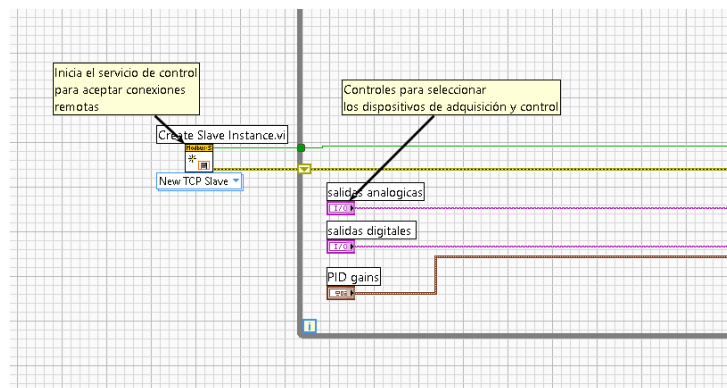 Inicia el servicio de control
para aceptar conexiones
remotas
Controles para seleccionar
los dispositivos de adquisición y control
Create Slave Instance.vi
Modbus S
New TCP Slave
salidas analogicas
I/O
salidas digitales
I/O
PID gains
i